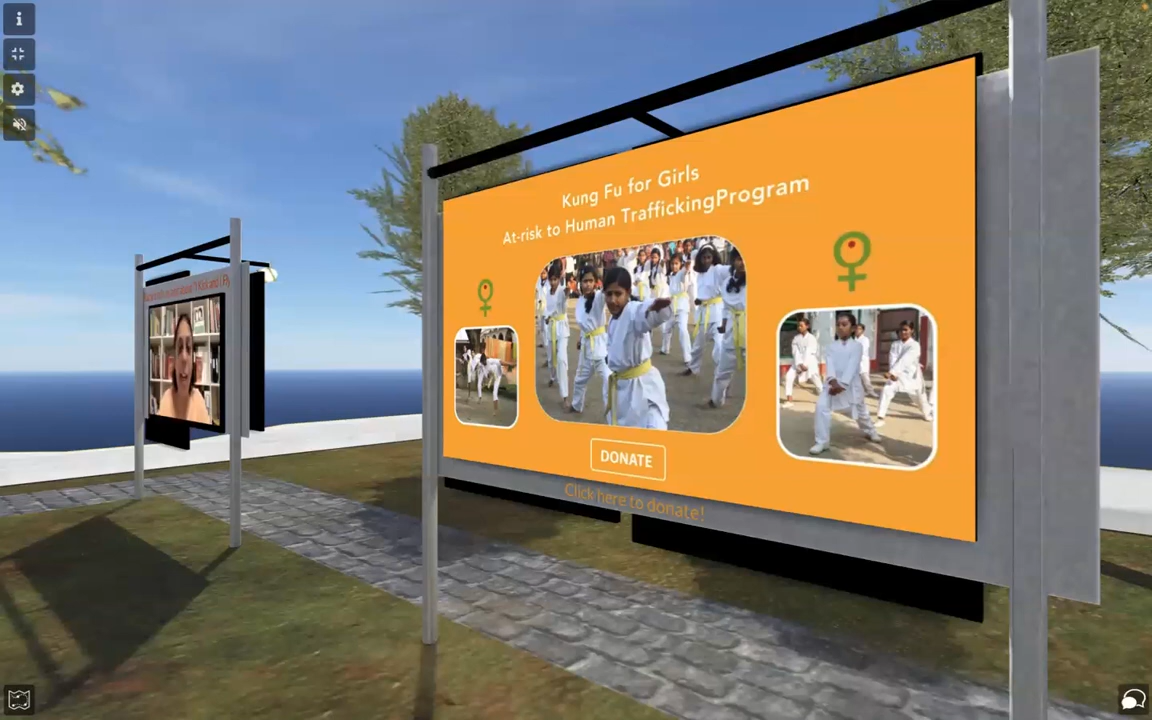 Kung Fu for Girls
At-risk to Human TraffickingProgram
DONATE
Click here to donate!